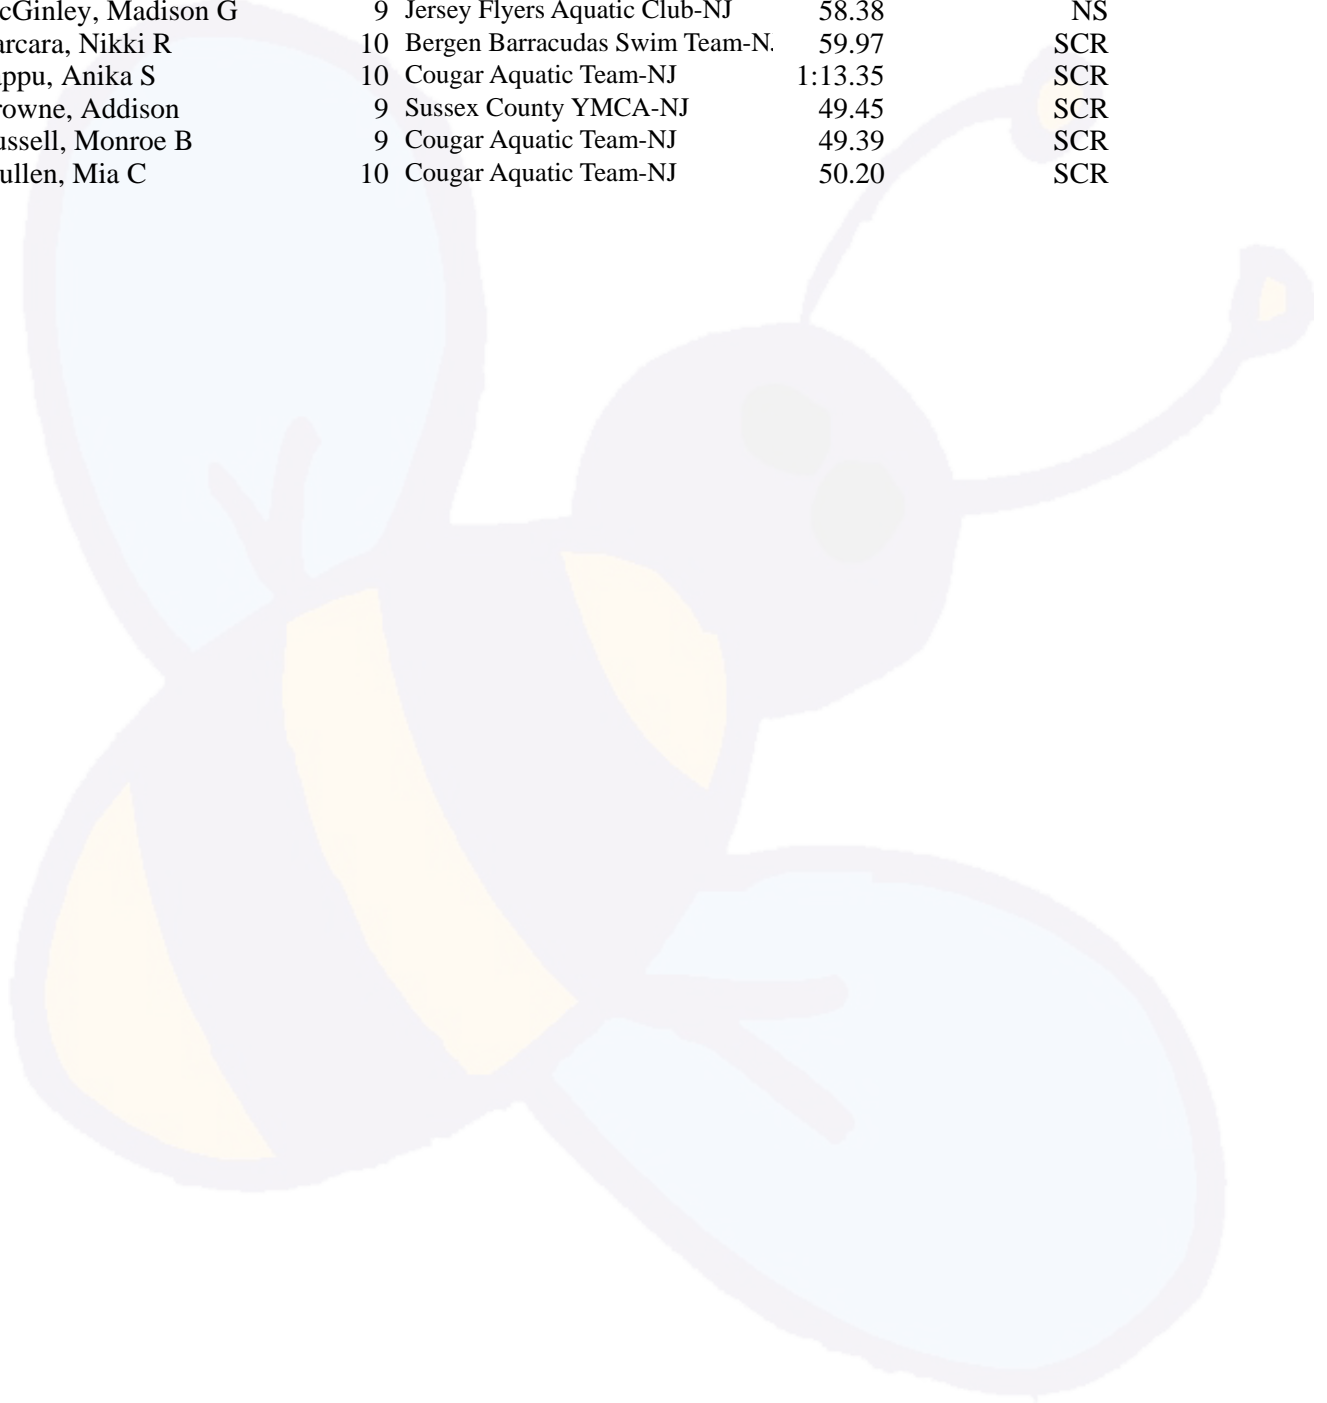 cGinley, Madison G 9 Jersey Flyers Aquatic Club-NJ 58.38 NS
arcara, Nikki R 10 Bergen Barracudas Swim Team-N. 59.97 SCR
appu, Anika S 10 Cougar Aquatic Team-NJ 1:13.35 SCR
rowne, Addison 9 Sussex County YMCA-NJ 49.45 SCR
ussell, Monroe B 9 Cougar Aquatic Team-NJ 49.39 SCR
ullen, Mia C 10 Cougar Aquatic Team-NJ 50.20 SCR